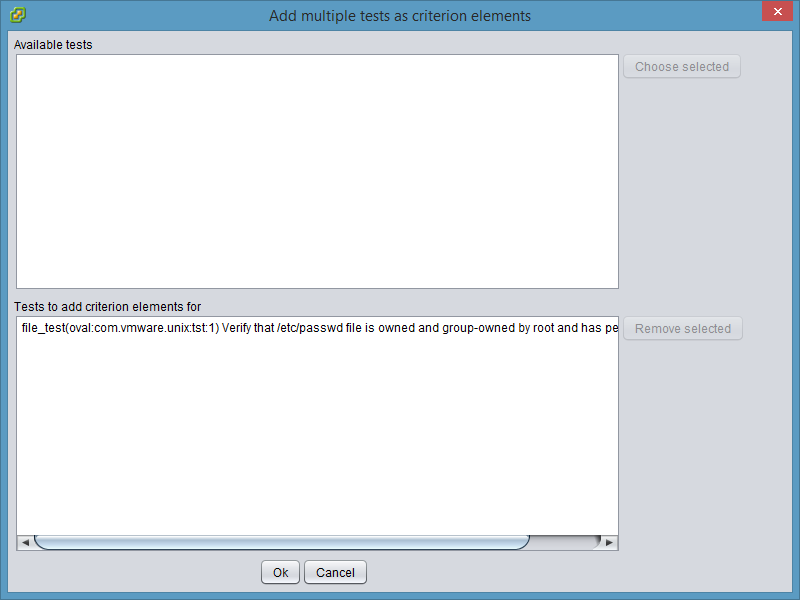 Add multiple tests as criterion elements
Available tests
Choose selected
Tests to add criterion elements for
file_test(oval:com.vmware.unix:tst:1) Verify that /etc/passwd file is owned and group-owned by root and has pe
Remove selected
Ok
Cancel